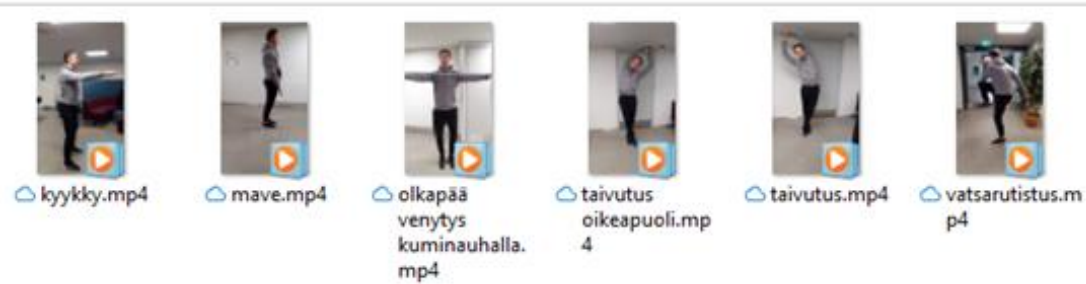 kyykky.mp4
mave.mp4
olkapää
venytys
kuminauhalla.
mp4
taivutus
oikeapuoli.mp
4
taivutus.mp4
vatsarutistus.m
p4